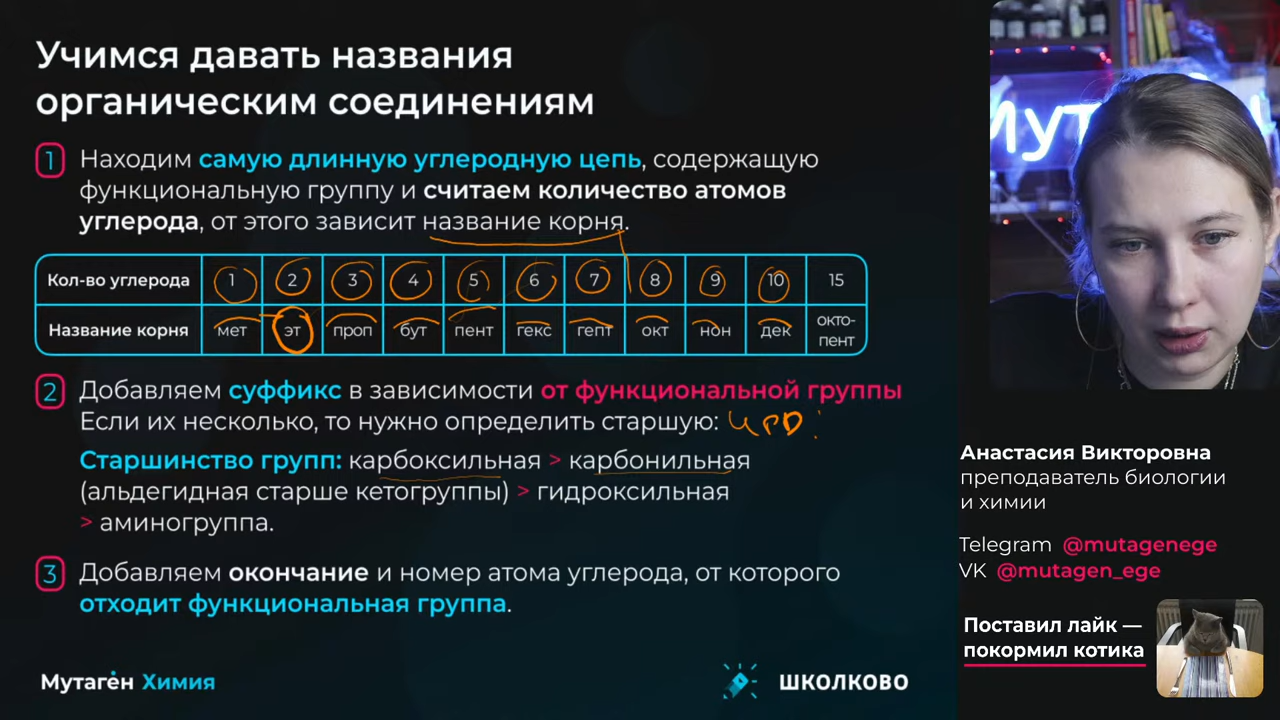 Учимся давать названия
органическим соединениям
1 Находим самую длинную углеродную цепь, содержащую
функциональную группу и считаем количество атомов
углерода, от этого зависит название корня.
Кол-во углерода 1 2 3 4 5 6 7 8 9 10 15
Название корня мет эт проп бут пент гекс гепт окт нон дек окто-
пент
2 Добавляем суффикс в зависимости от функциональной группы
Если их несколько, то нужно определить старшую:
Старшинство групп: карбоксильная > карбонильная
(альдегидная старше кетогруппы) > гидроксильная
> аминогруппа.
3 Добавляем окончание и номер атома углерода, от которого
отходит функциональная группа.
Мутаген Химия
ШКОЛКОВО
Мут
Анастасия Викторовна
преподаватель биологии
и химии
Telegram @mutagenege
VK @mutagen_ege
Поставил лайк —
покормил котика